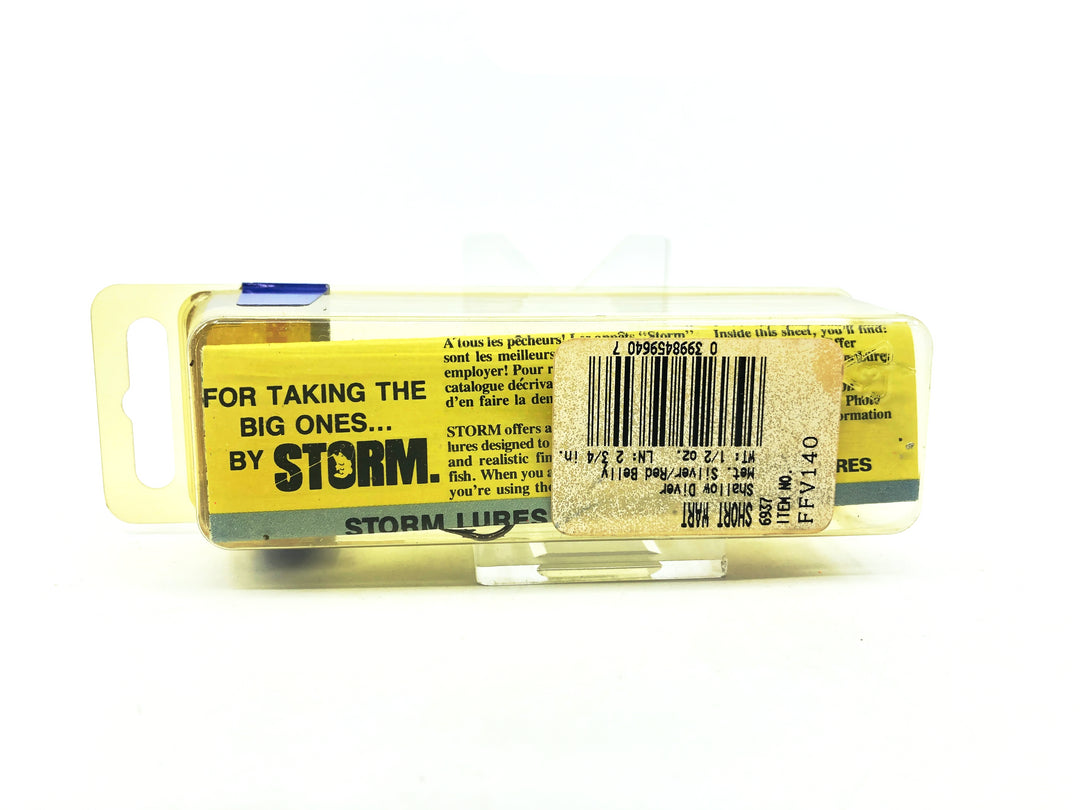 FOR TAKING THE
BIG ONES...
BY STORM.
A tous les pêcheurs! "Storm"
sont les meilleurs
employer! Pour
catalogue
d'en faire la
STORM offers
lures designed to
and realistic
fish. When you
you're using
Inside this sheet, you'll find:
STORM LURES
0 39984 59640 7
WT: 1/2 oz. LN: 2 3/4 in.
Met. Silver/Red Belly
Shallow Diver
SHORT WART
6937
ITEM NO.
FFV140